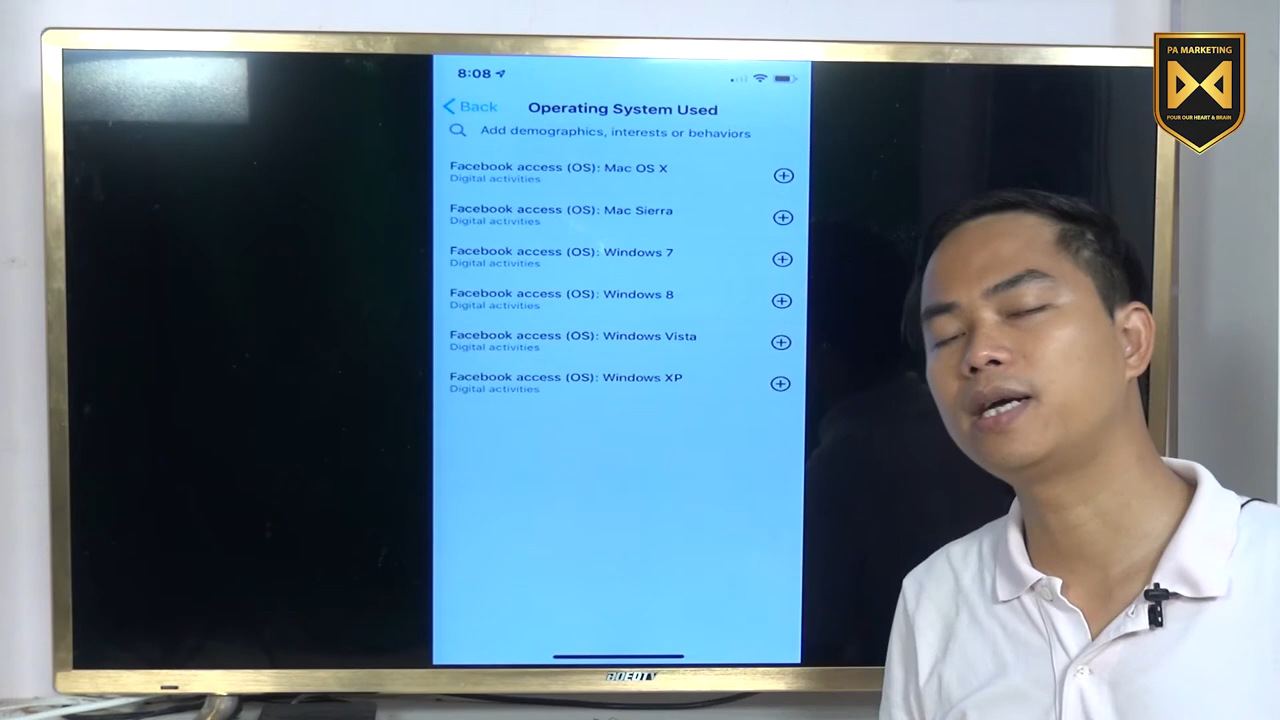 PA MARKETING
POUR OUR HEART & BRAIN
8:08
Back
Operating System Used
Add demographics, interests or behaviors
Facebook access (OS): Mac OS X
Digital activities
Facebook access (OS): Mac Sierra
Digital activities
Facebook access (OS): Windows 7
Digital activities
Facebook access (OS): Windows 8
Digital activities
Facebook access (OS): Windows Vista
Digital activities
Facebook access (OS): Windows XP
Digital activities